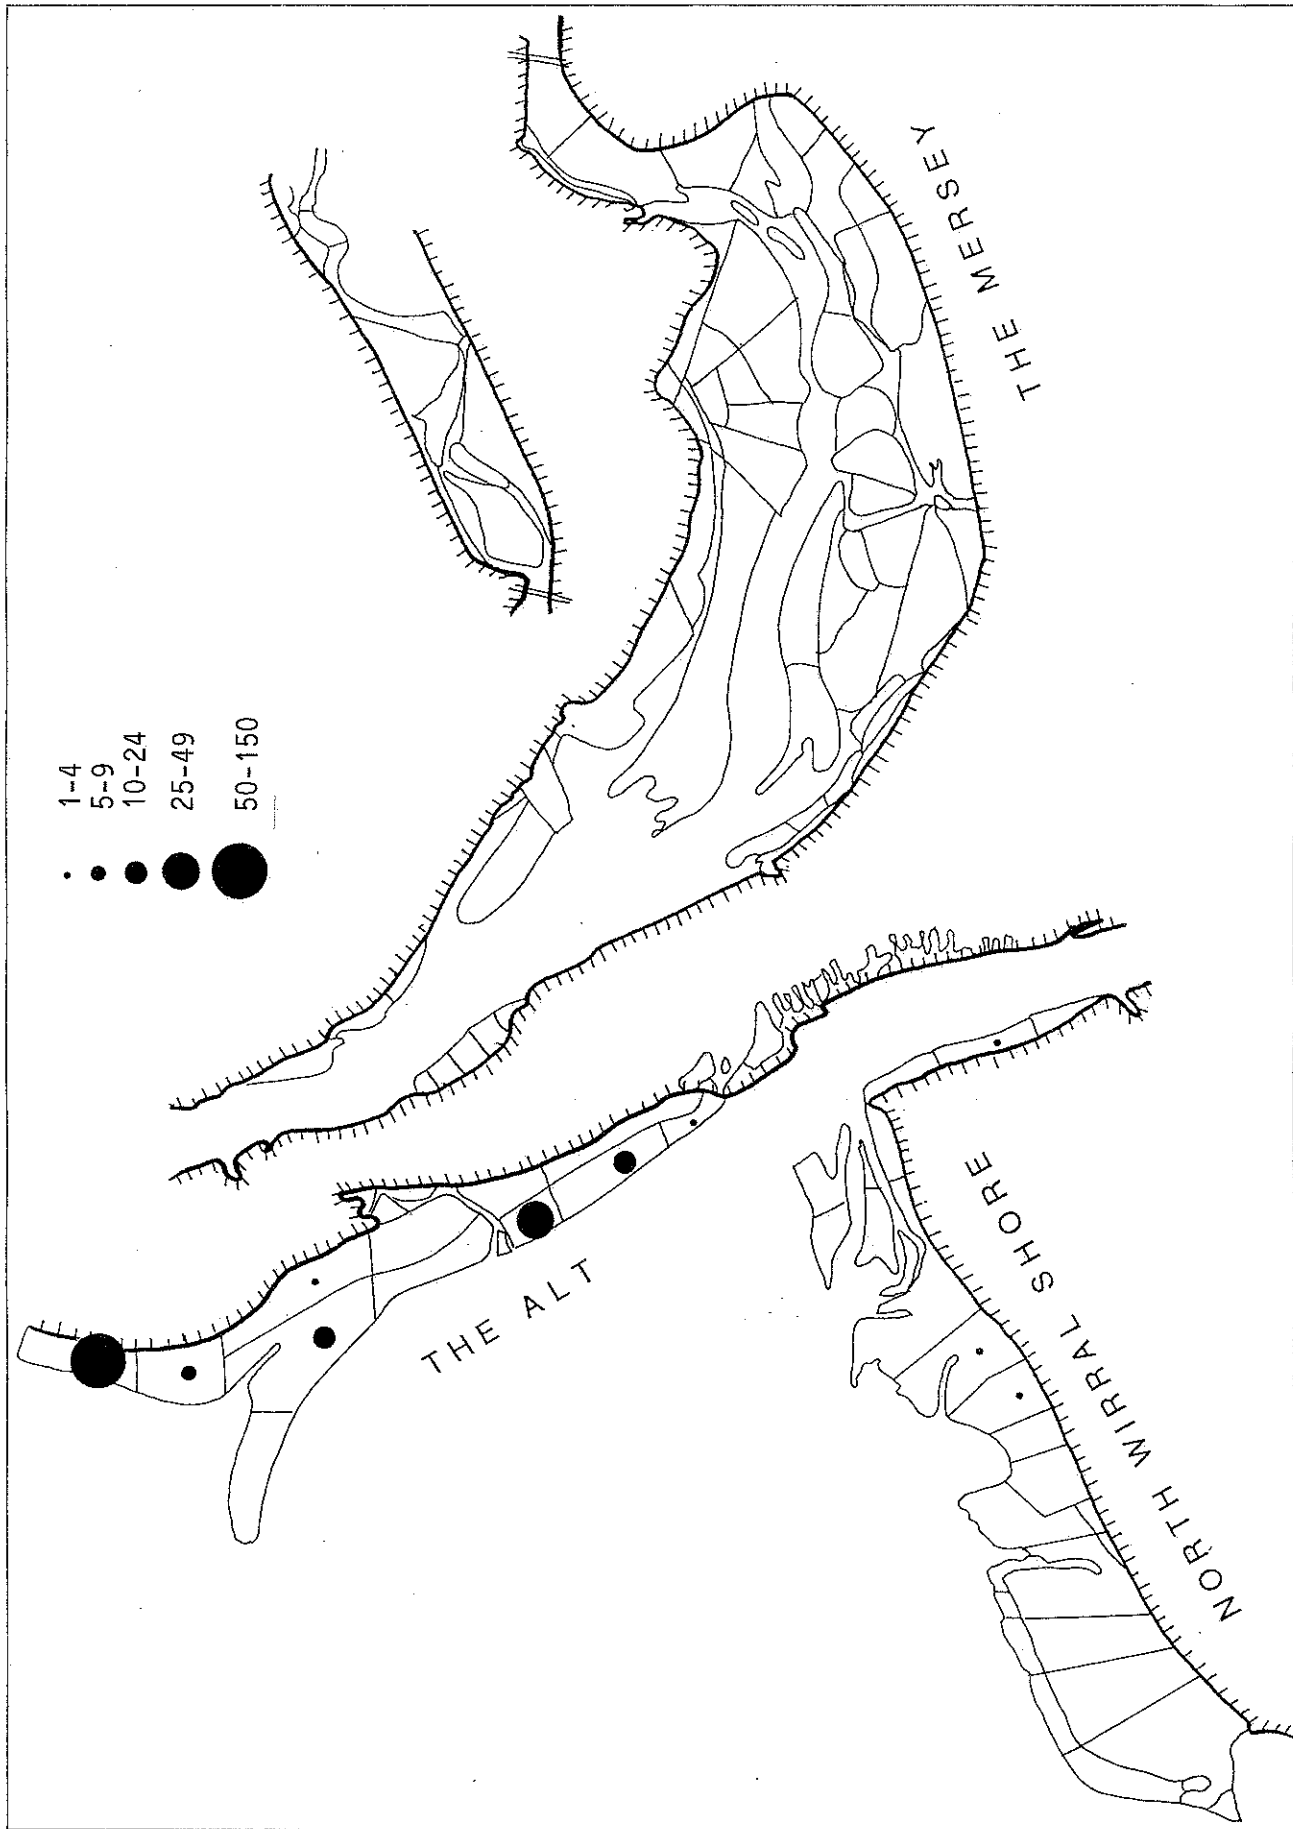 1-4
5-9
10-24
25-49
50-150
THE MERSEY
THE ALT
NORTH WIRRAL SHORE